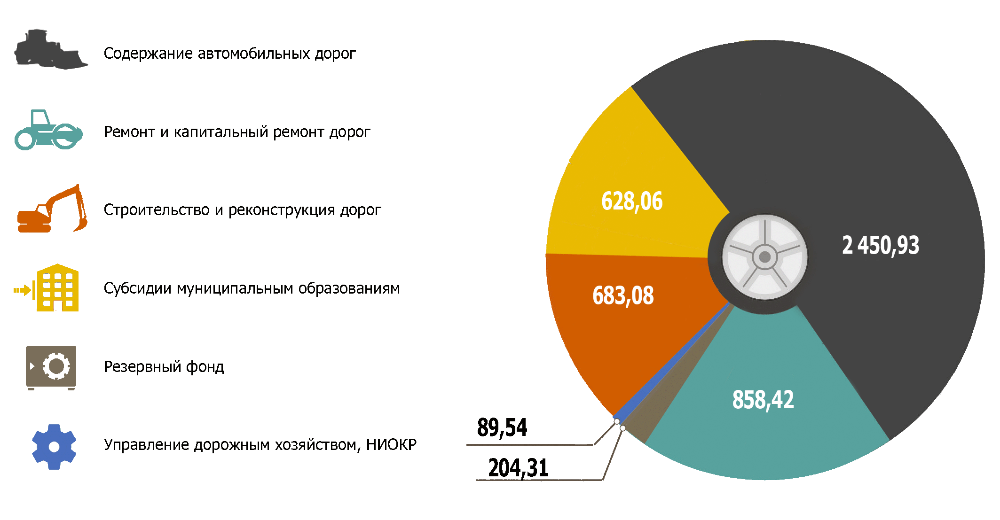 Содержание автомобильных дорог
Ремонт и капитальный ремонт дорог
Строительство и реконструкция дорог
Субсидии муниципальным образованиям
Резервный фонд
Управление дорожным хозяйством, НИОКР
628,06
2 450,93
683,08
858,42
89,54
204,31